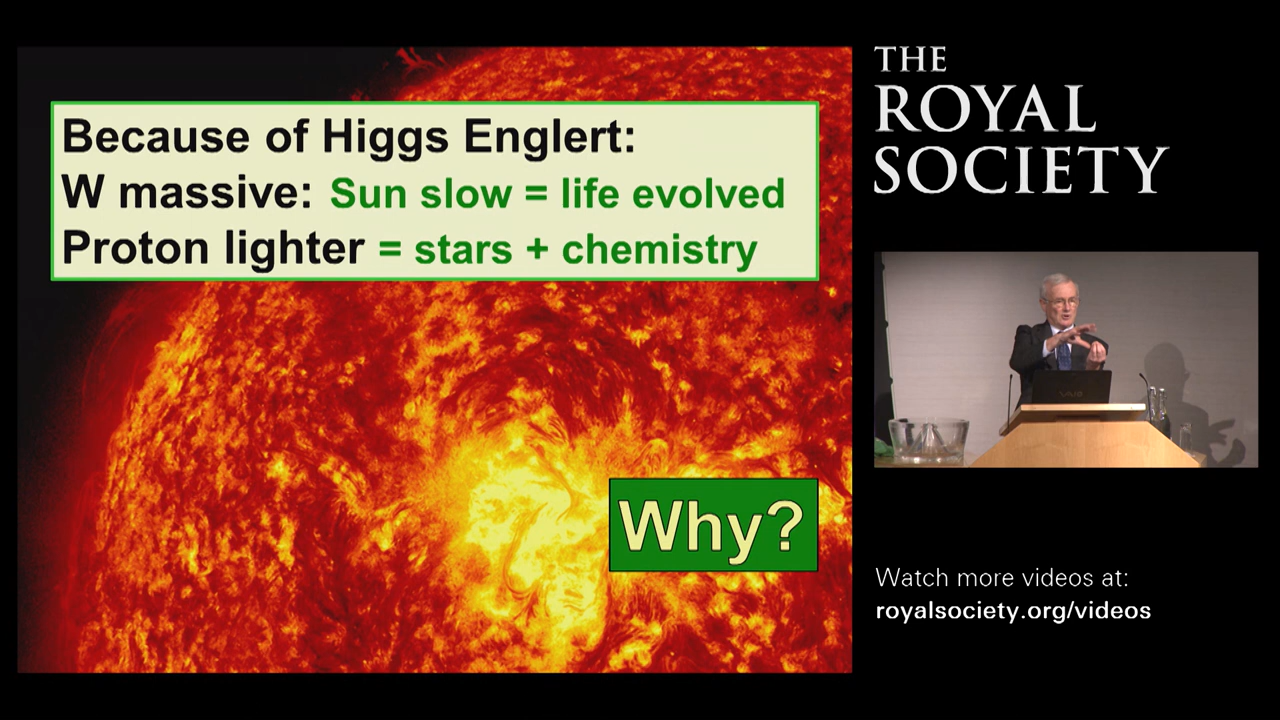 Because of Higgs Englert:
W massive: Sun slow = life evolved
Proton lighter = stars + chemistry
Why?
THE
ROYAL
SOCIETY
Watch more videos at:
royalsociety.org/videos